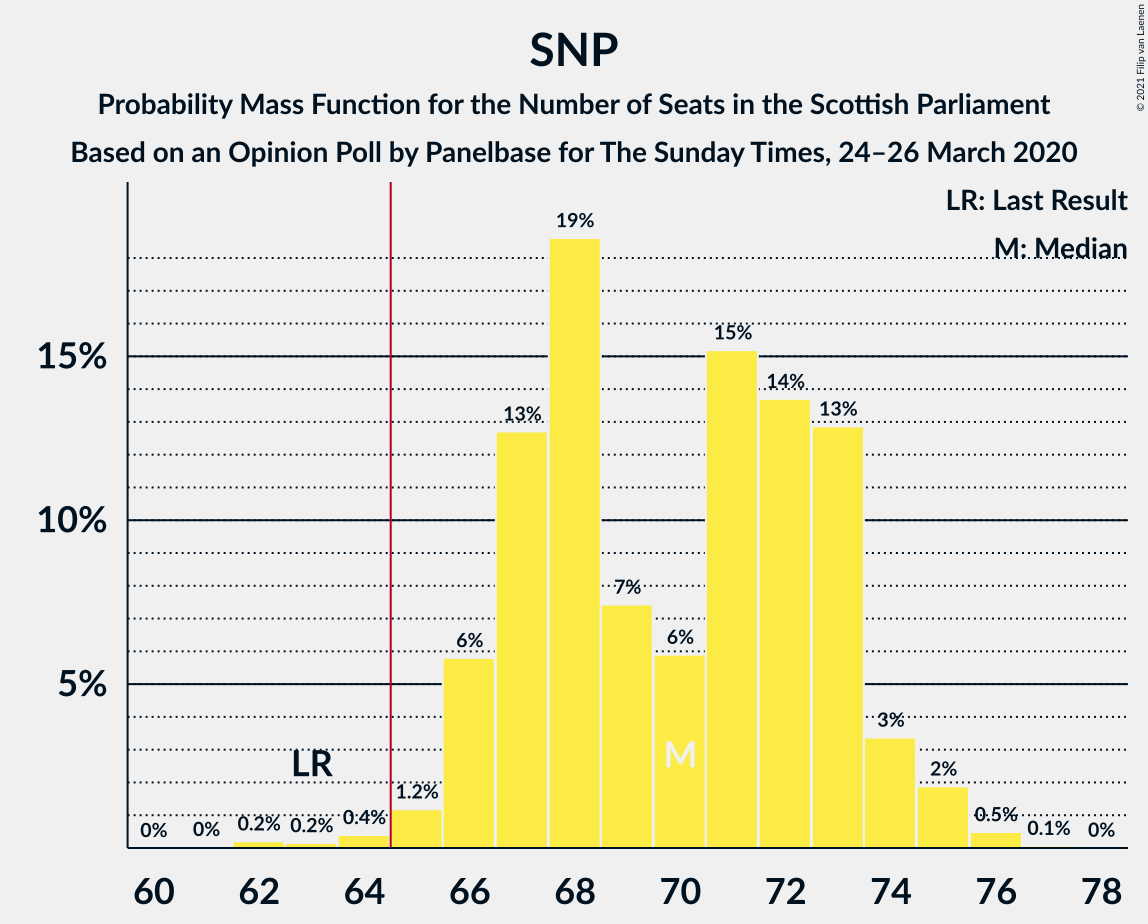 SNP
Probability Mass Function for the Number of Seats in the Scottish Parliament
Based on an Opinion Poll by Panelbase for The Sunday Times, 24–26 March 2020
© 2021 Filip van Laenen
LR: Last Result
M: Median
15%
10%
5%
0%
0%
0.2%
0.2%
0.4%
1.2%
6%
13%
19%
7%
6%
15%
14%
13%
3%
2%
0.5%
0.1%
0%
LR
M
60 62 64 66 68 70 72 74 76 78